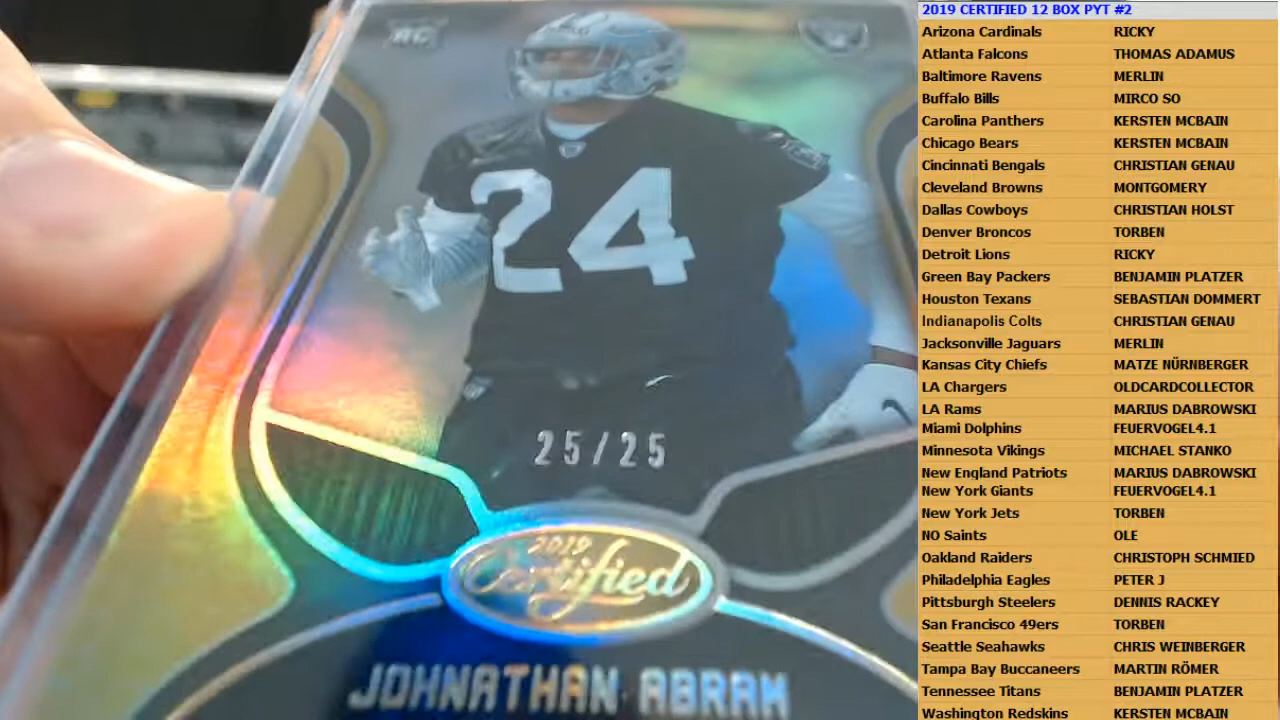 RC
24
25/25
2019
Certified
JOHNATHAN ABRAM
2019 CERTIFIED 12 BOX PYT #2
Arizona Cardinals RICKY
Atlanta Falcons THOMAS ADAMUS
Baltimore Ravens MERLIN
Buffalo Bills MIRCO SO
Carolina Panthers KERSTEN MCBAIN
Chicago Bears KERSTEN MCBAIN
Cincinnati Bengals CHRISTIAN GENAU
Cleveland Browns MONTGOMERY
Dallas Cowboys CHRISTIAN HOLST
Denver Broncos TORBEN
Detroit Lions RICKY
Green Bay Packers BENJAMIN PLATZER
Houston Texans SEBASTIAN DOMMERT
Indianapolis Colts CHRISTIAN GENAU
Jacksonville Jaguars MERLIN
Kansas City Chiefs MATZE NÜRNBERGER
LA Chargers OLDCARDCOLLECTOR
LA Rams MARIUS DABROWSKI
Miami Dolphins FEUERVOGEL4.1
Minnesota Vikings MICHAEL STANKO
New England Patriots MARIUS DABROWSKI
New York Giants FEUERVOGEL4.1
New York Jets TORBEN
NO Saints OLE
Oakland Raiders CHRISTOPH SCHMIED
Philadelphia Eagles PETER J
Pittsburgh Steelers DENNIS RACKEY
San Francisco 49ers TORBEN
Seattle Seahawks CHRIS WEINBERGER
Tampa Bay Buccaneers MARTIN RÖMER
Tennessee Titans BENJAMIN PLATZER
Washington Redskins KERSTEN MCBAIN